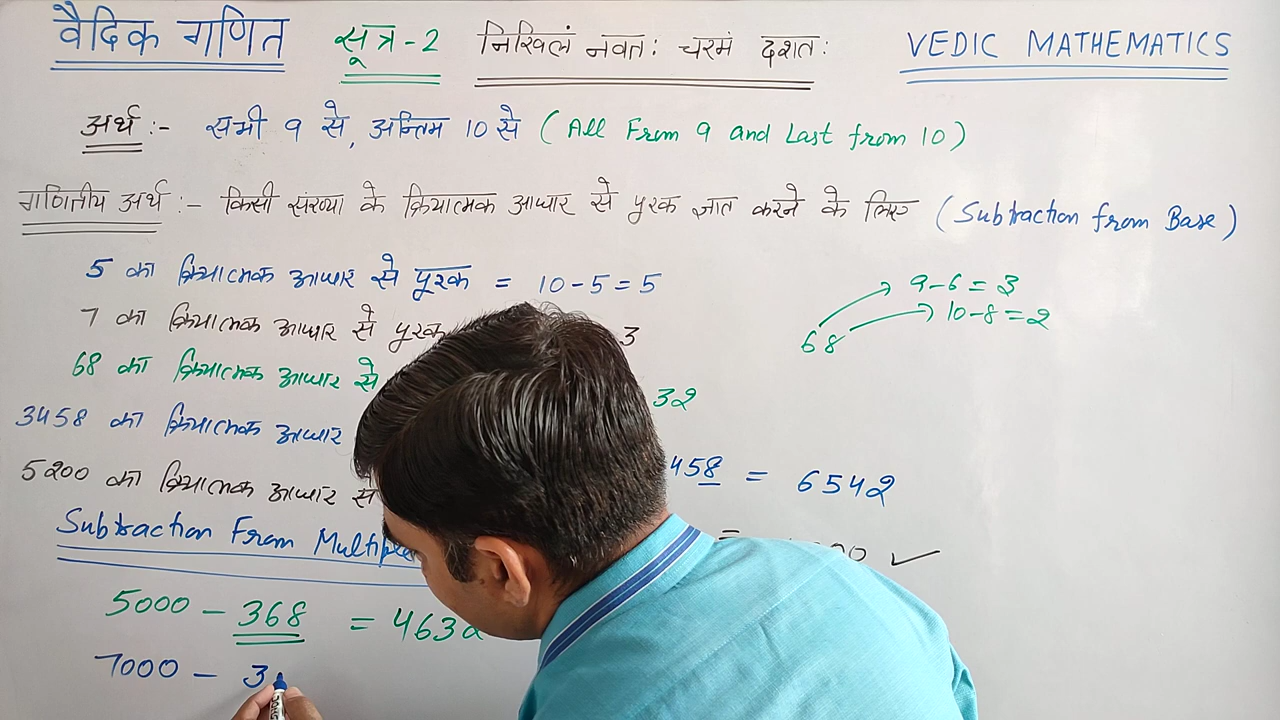 वैदिक गणित सूत्र-2 निखिलं नवतः चरमं दशतः VEDIC MATHEMATICS
अर्थ :- सभी 9 से, अन्तिम 10 से (All From 9 and Last from 10)
गणितीय अर्थ :- किसी संख्या के क्रियात्मक आधार से पूरक ज्ञात करने के लिए (Subtraction from Base)
5 का क्रियात्मक आधार से पूरक = 10-5=5
9-6=3
7 का क्रियात्मक आधार से पूरक 3
10-8=2
68
68 का क्रियात्मक आधार से 32
3458 का क्रियात्मक आधार 458 = 6542
5200 का क्रियात्मक आधार से =
Subtraction From Multiple
5000 - 368 = 4632
7000 - 3